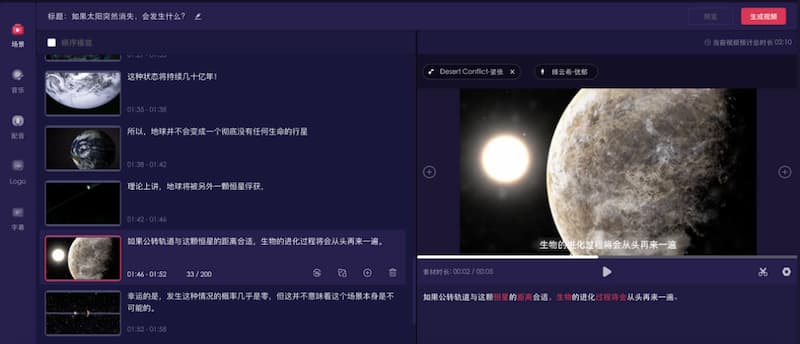 标题：如果太阳突然消失，会发生什么？
预览
生成视频
场景
顺序播放
当前视频预计总时长 02:10
音乐
配音
Logo
字幕
01:27 - 01:35
这种状态将持续几十亿年！
01:35 - 01:38
所以，地球并不会变成一个彻底没有任何生命的行星
01:38 - 01:42
理论上讲，地球将被另外一颗恒星俘获。
01:42 - 01:46
如果公转轨道与这颗恒星的距离合适，生物的进化过程将会从头再来一遍。
01:46 - 01:52
33 / 200
幸运的是，发生这种情况的概率几乎是零，但这并不意味着这个场景本身是不可能的。
01:52 - 01:58
Desert Conflict-紧张
生物的进化过程将会从头再来一遍
素材时长: 00:02 / 00:05
如果公转轨道与这颗恒星的距离合适，生物的进化过程将会从头再来一遍。